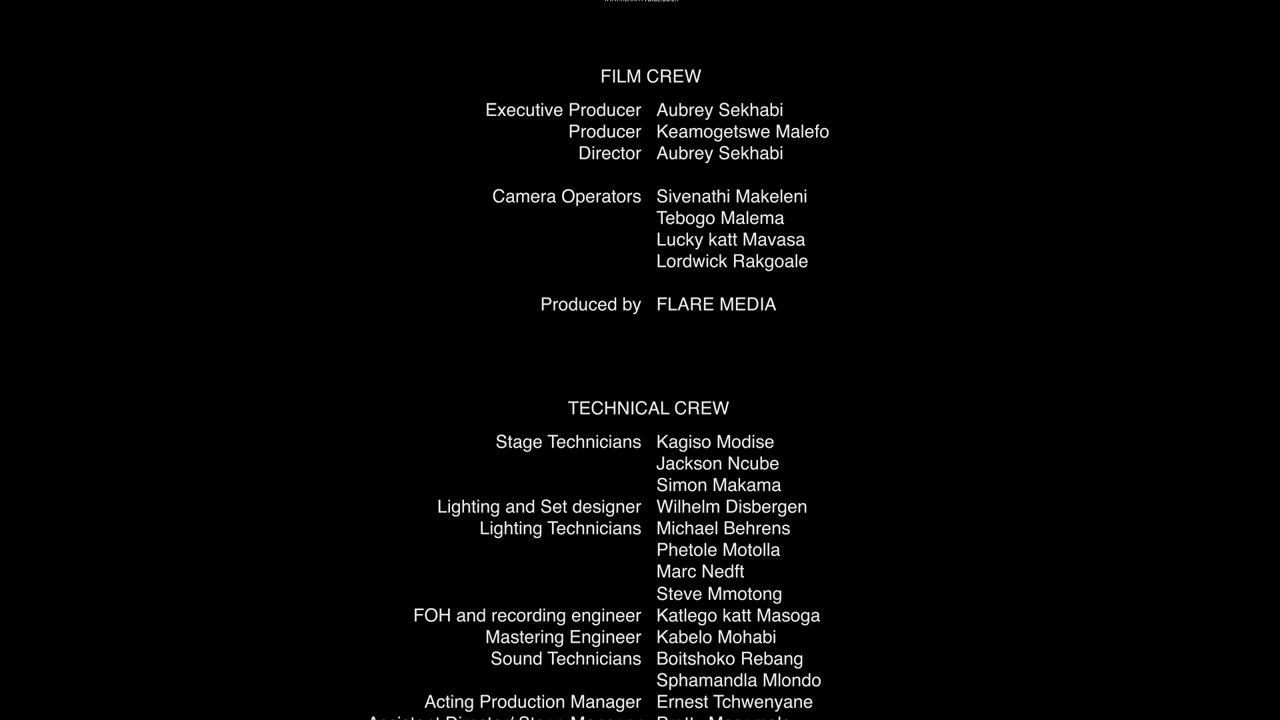 FILM CREW
Executive Producer Aubrey Sekhabi
Producer Keamogetswe Malefo
Director Aubrey Sekhabi
Camera Operators Sivenathi Makeleni
Tebogo Malema
Lucky katt Mavasa
Lordwick Rakgoale
Produced by FLARE MEDIA
TECHNICAL CREW
Stage Technicians Kagiso Modise
Jackson Ncube
Simon Makama
Lighting and Set designer Wilhelm Disbergen
Lighting Technicians Michael Behrens
Phetole Motolla
Marc Nedft
Steve Mmotong
FOH and recording engineer Katlego katt Masoga
Mastering Engineer Kabelo Mohabi
Sound Technicians Boitshoko Rebang
Sphamandla Mlondo
Acting Production Manager Ernest Tchwenyane